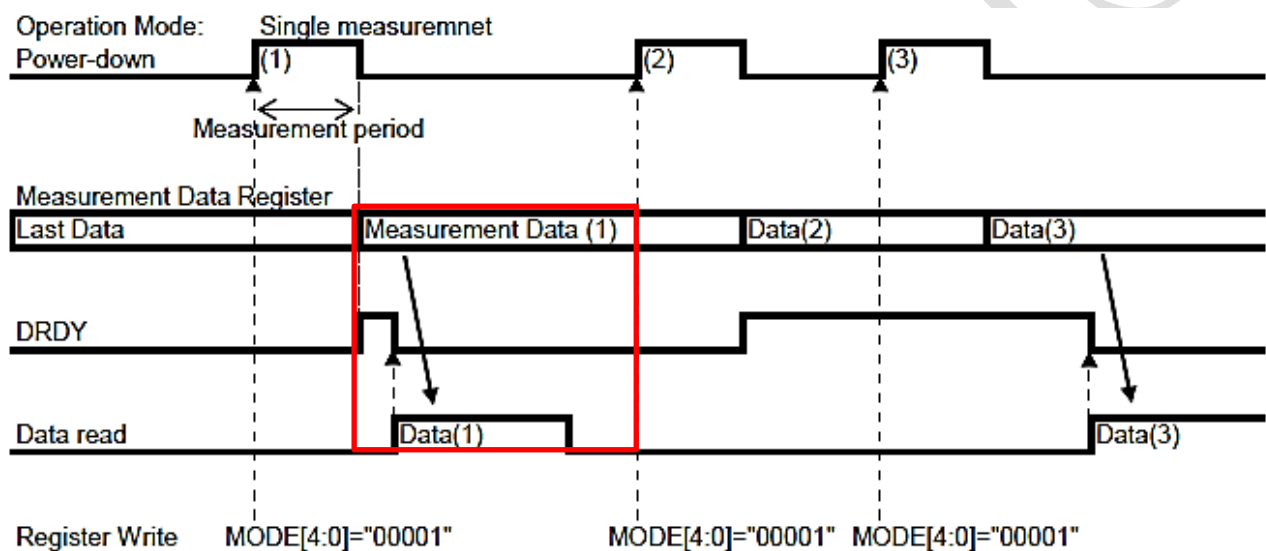 Operation Mode: Single measuremnet
Power-down (1) (2) (3)
Measurement period
Measurement Data Register
Last Data Measurement Data (1) Data(2) Data(3)
DRDY
Data read Data(1) Data(3)
Register Write MODE[4:0]="00001" MODE[4:0]="00001" MODE[4:0]="00001"